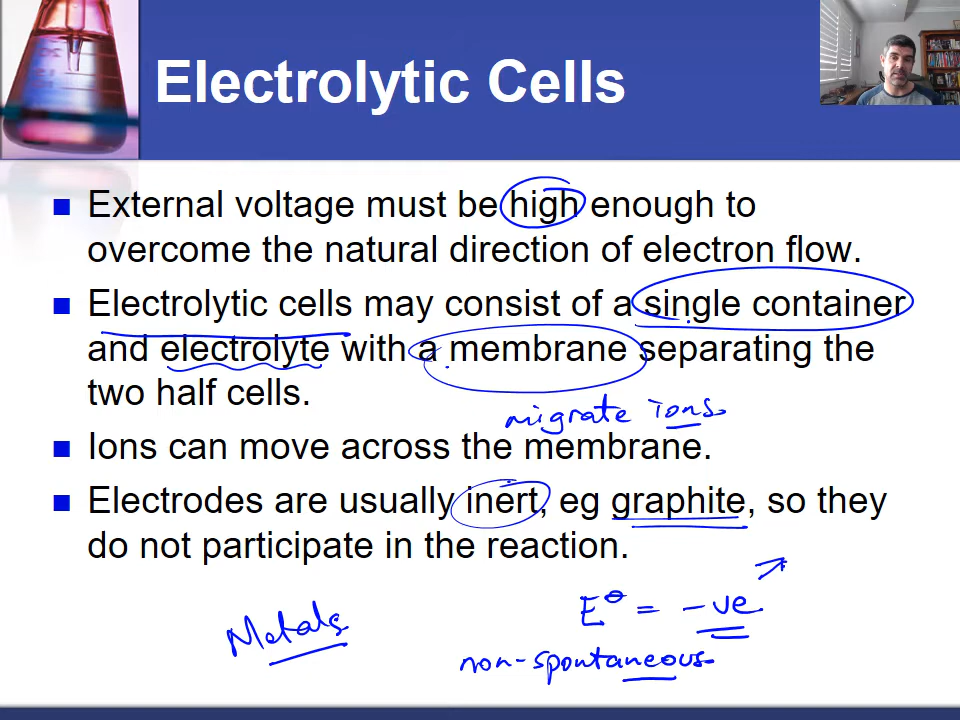 Electrolytic Cells
External voltage must be high enough to
overcome the natural direction of electron flow.
Electrolytic cells may consist of a single container
and electrolyte with a membrane separating the
two half cells.
migrate ions.
Ions can move across the membrane.
Electrodes are usually inert, eg graphite, so they
do not participate in the reaction.
Metals
E⊖ = -ve
non-spontaneous.